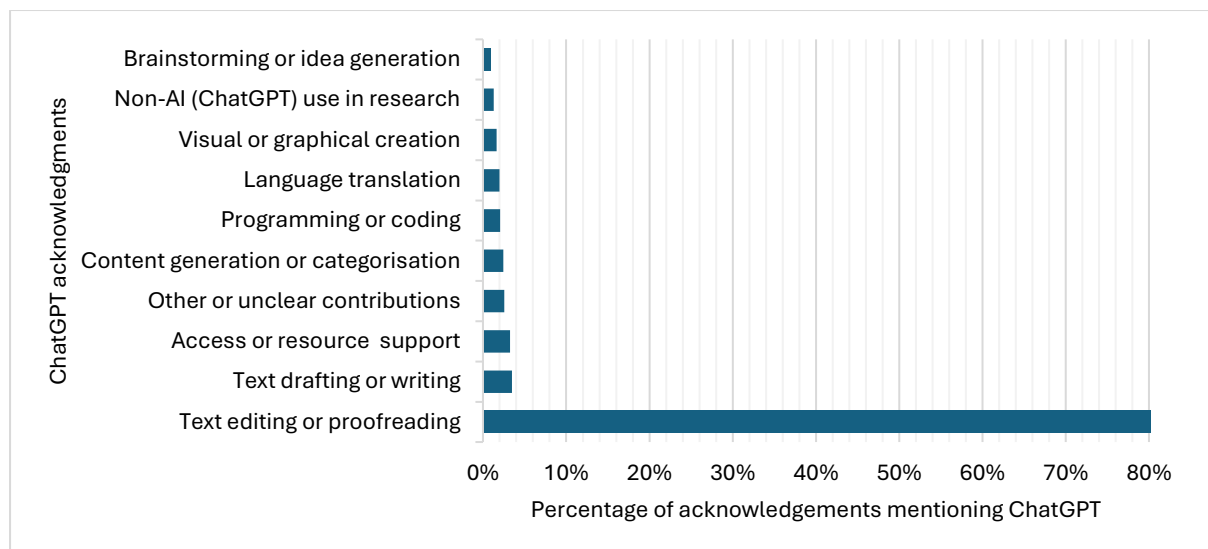 ChatGPT acknowledgments
Brainstorming or idea generation
Non-AI (ChatGPT) use in research
Visual or graphical creation
Language translation
Programming or coding
Content generation or categorisation
Other or unclear contributions
Access or resource  support
Text drafting or writing
Text editing or proofreading
0% 10% 20% 30% 40% 50% 60% 70% 80%
Percentage of acknowledgements mentioning ChatGPT